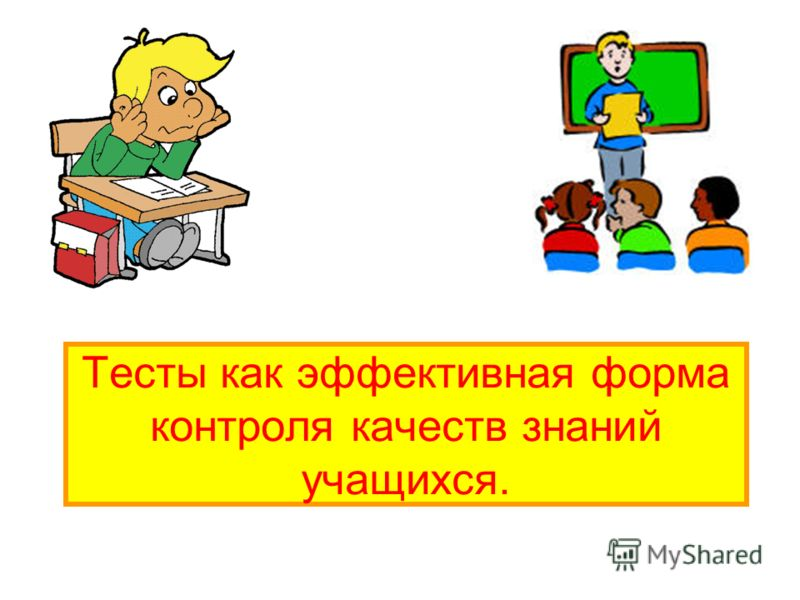 Тесты как эффективная форма
контроля качеств знаний
учащихся.
MyShared